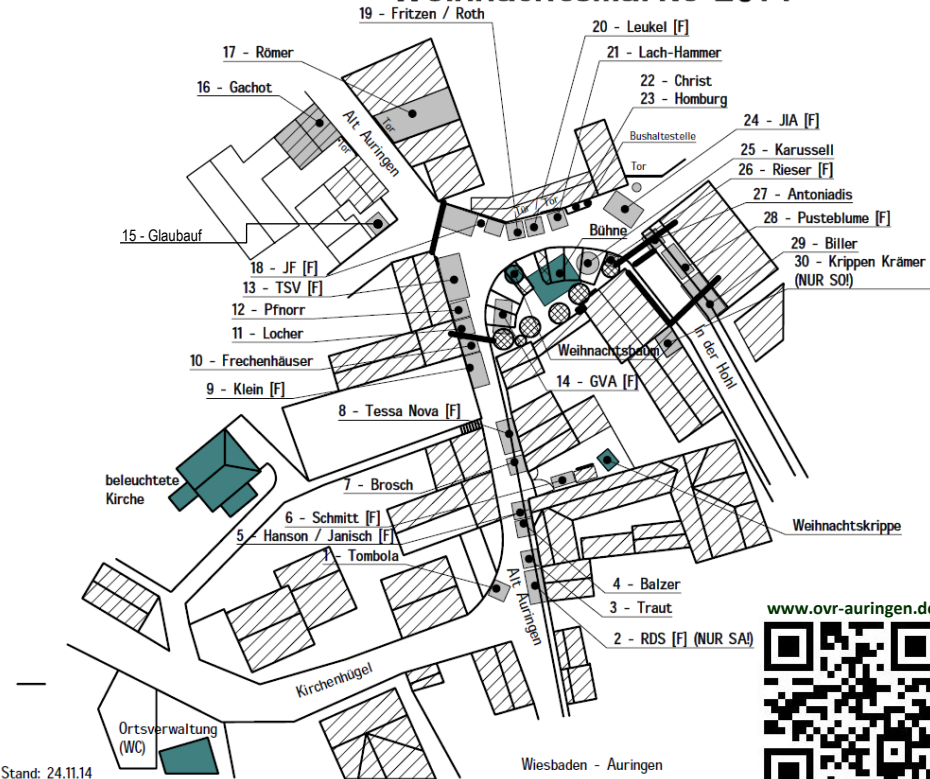 19 - Fritzen / Roth
20 - Leukel [F]
21 - Lach-Hammer
17 - Römer
22 - Christ
23 - Homburg
16 - Gachot
24 - JIA [F]
Bushaltestelle
25 - Karussell
26 - Rieser [F]
27 - Antoniadis
28 - Pusteblume [F]
29 - Biller
30 - Krippen Krämer
(NUR SO!)
Alt Auringen
Tor
Tor
Tor
Tür / Tor
Bühne
15 - Glaubauf
18 - JF [F]
13 - TSV [F]
12 - Pfnorr
11 - Locher
10 - Frechenhäuser
9 - Klein [F]
Weihnachtsbaum
14 - GVA [F]
In der Hohl
8 - Tessa Nova [F]
beleuchtete
Kirche
7 - Brosch
6 - Schmitt [F]
5 - Hanson / Janisch [F]
1 - Tombola
Weihnachtskrippe
4 - Balzer
3 - Traut
2 - RDS [F] (NUR SA!)
Alt Auringen
www.ovr-auringen.de
Kirchenhügel
Ortsverwaltung
(WC)
Wiesbaden - Auringen
Stand: 24.11.14